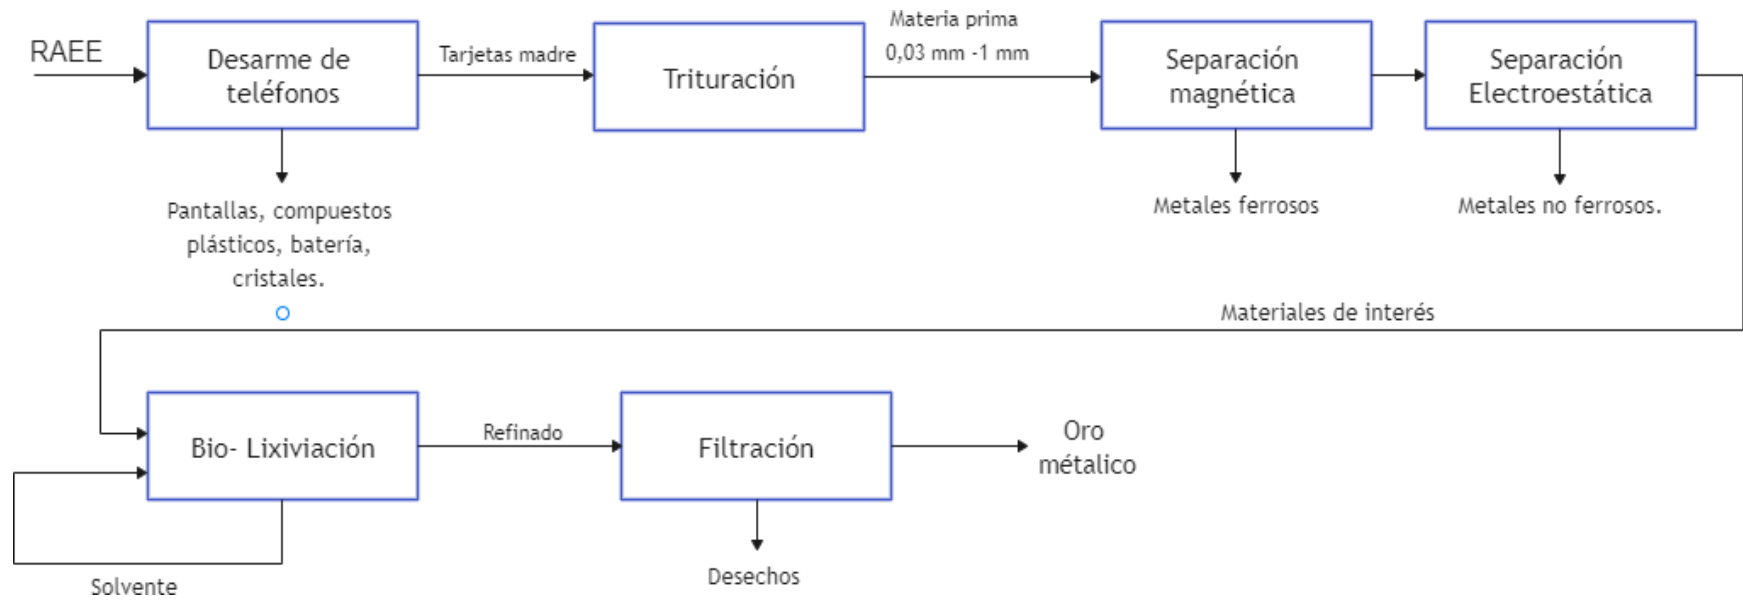 RAEE
Desarme de
teléfonos
Tarjetas madre
Trituración
Materia prima
0,03 mm -1 mm
Separación
magnética
Separación
Electroestática
Pantallas, compuestos
plásticos, batería,
cristales.
Metales ferrosos
Metales no ferrosos.
Materiales de interés
Bio- Lixiviación
Refinado
Filtración
Oro
métalico
Solvente
Desechos